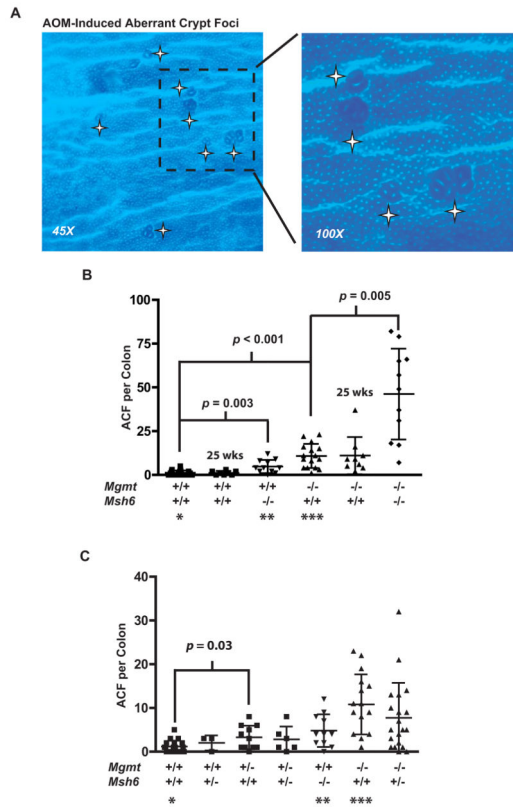 A
AOM-Induced Aberrant Crypt Foci
45X
100X
B
ACF per Colon
100
75
50
25
0
p = 0.005
p < 0.001
p = 0.003
25 wks
25 wks
Mgmt +/+ +/+ +/+ -/- -/- -/-
Msh6 +/+ +/+ -/- +/+ +/+ -/-
* ** ***
C
ACF per Colon
40
30
20
10
0
p = 0.03
Mgmt +/+ +/+ +/- +/- +/+ -/- -/-
Msh6 +/+ +/- +/+ +/- -/- +/+ +/-
* ** ***